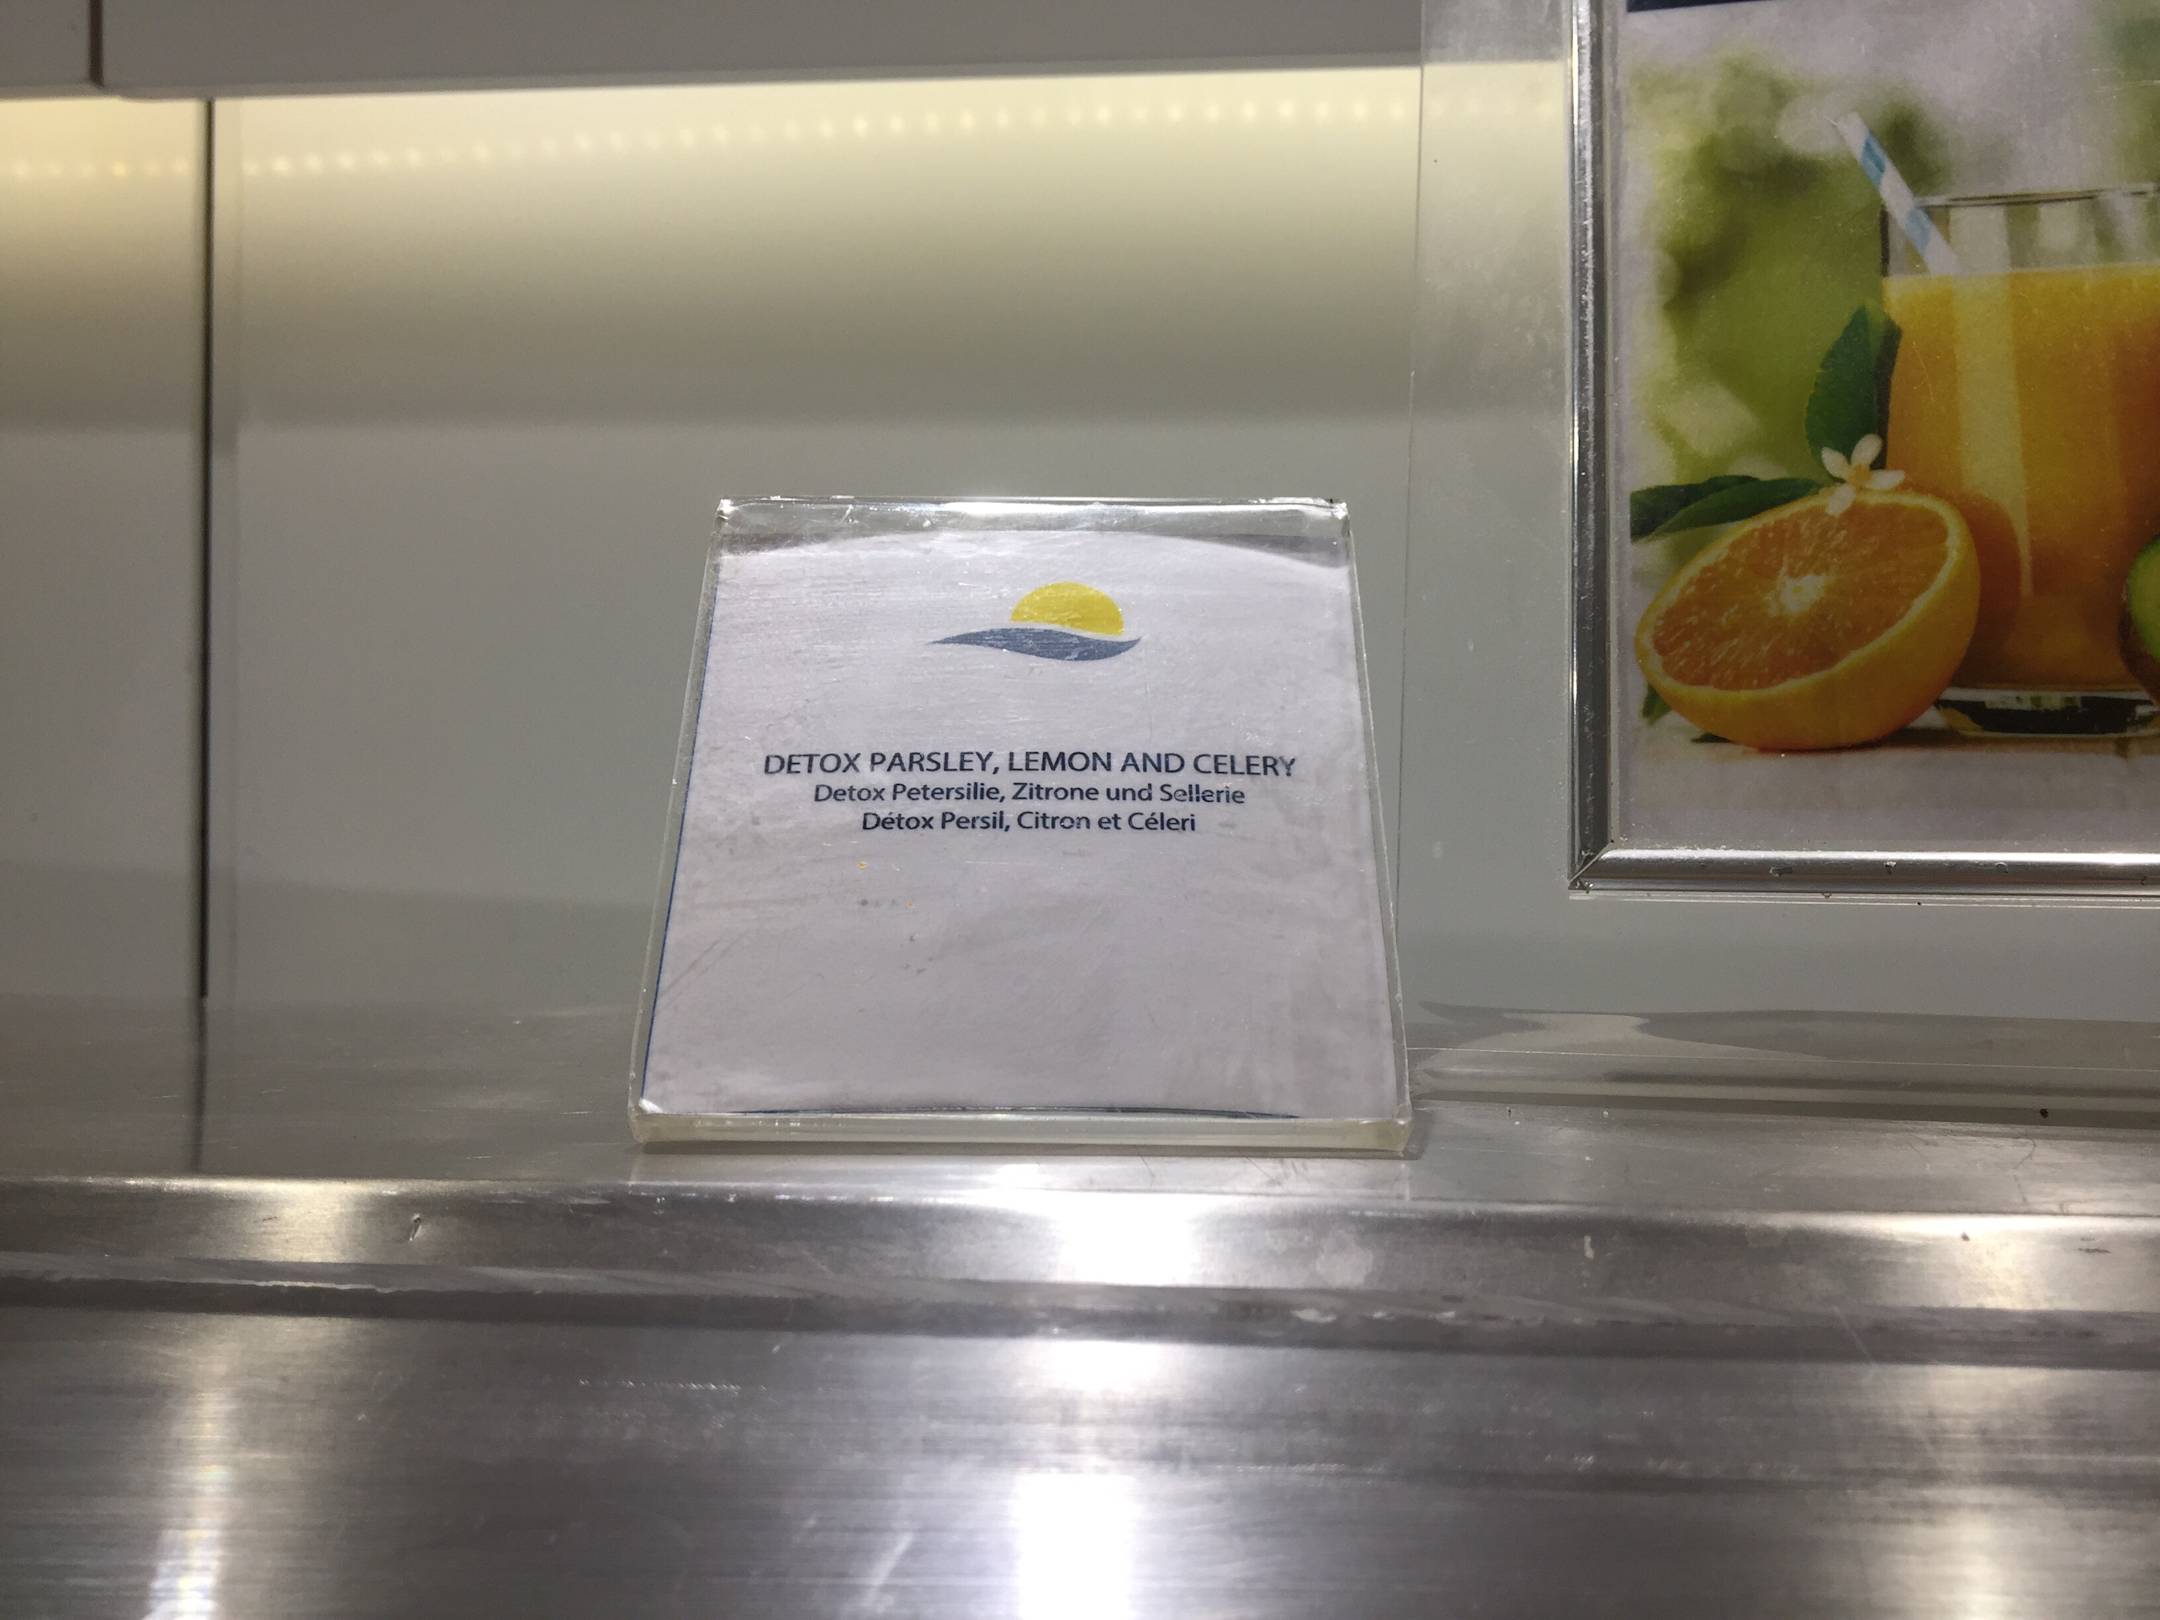 DETOX PARSLEY, LEMON AND CELERY
Detox Petersilie, Zitrone und Sellerie
Détox Persil, Citron et Céleri